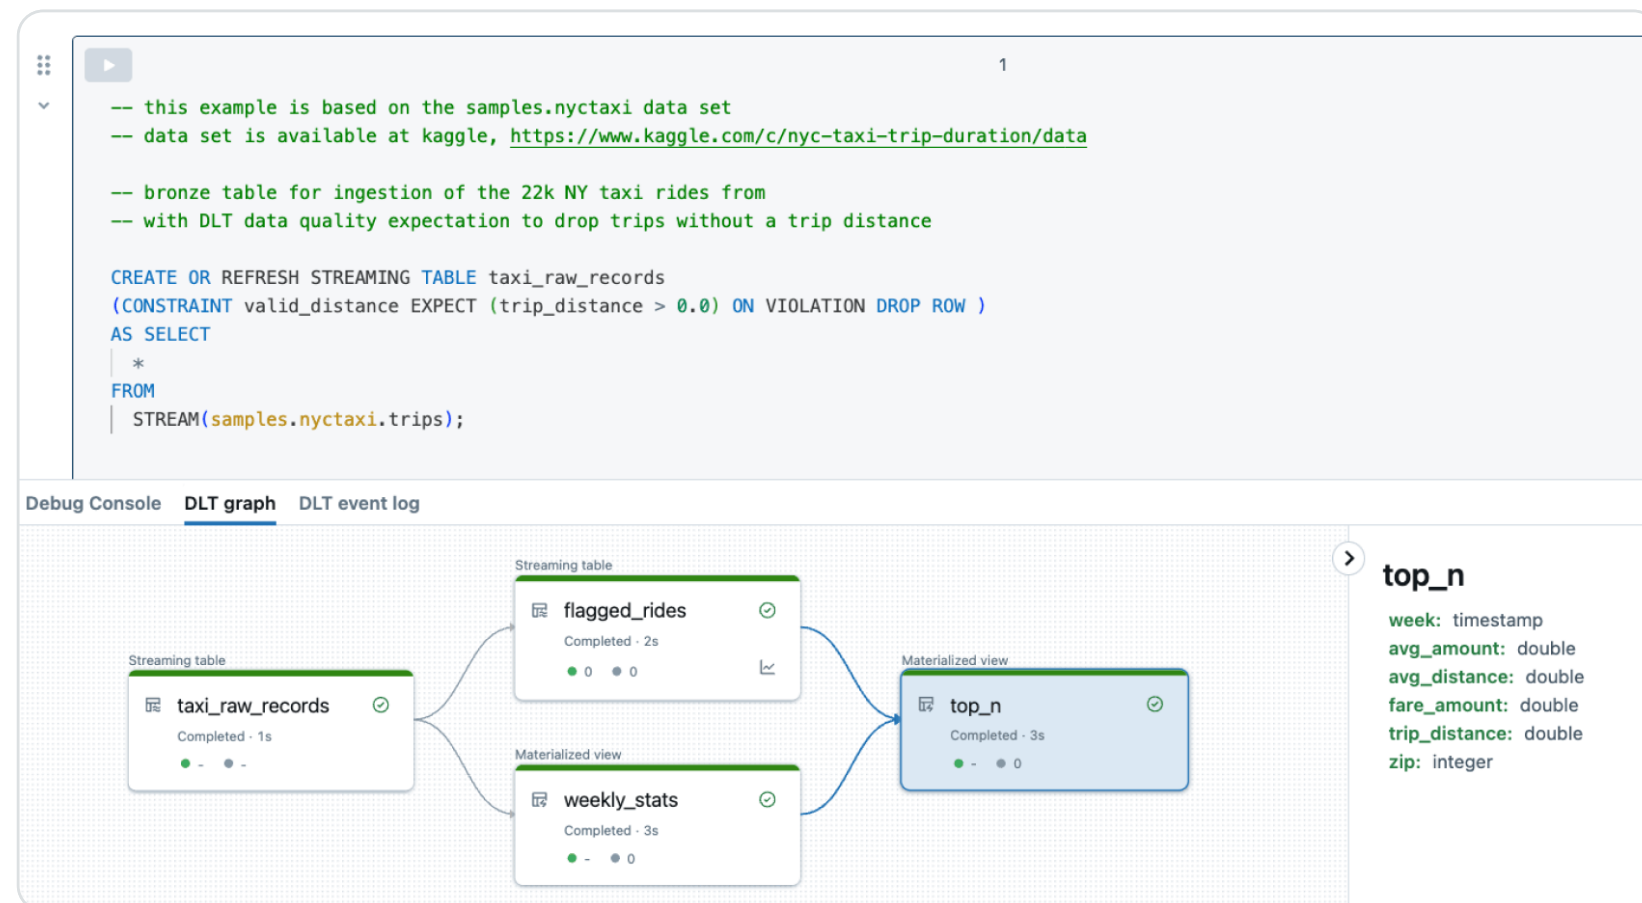 1
-- this example is based on the samples.nyctaxi data set
-- data set is available at kaggle, https://www.kaggle.com/c/nyc-taxi-trip-duration/data
-- bronze table for ingestion of the 22k NY taxi rides from
-- with DLT data quality expectation to drop trips without a trip distance
CREATE OR REFRESH STREAMING TABLE taxi_raw_records
(CONSTRAINT valid_distance EXPECT (trip_distance > 0.0) ON VIOLATION DROP ROW )
AS SELECT
*
FROM
STREAM(samples.nyctaxi.trips);
Debug Console DLT graph DLT event log
Streaming table
taxi_raw_records
Completed · 1s
- -
Streaming table
flagged_rides
Completed · 2s
0 0
Materialized view
weekly_stats
Completed · 3s
- 0
Materialized view
top_n
Completed · 3s
- 0
top_n
week: timestamp
avg_amount: double
avg_distance: double
fare_amount: double
trip_distance: double
zip: integer